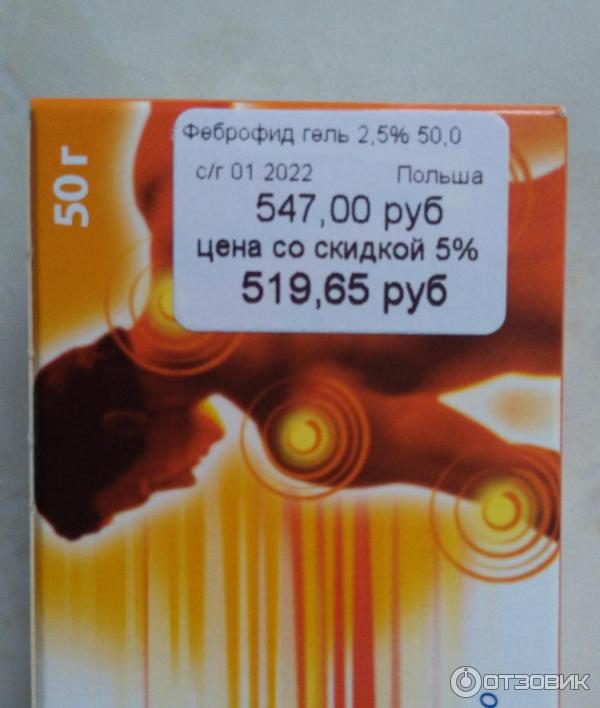 Феброфид гель 2,5% 50,0
с/г 01 2022 Польша
547,00 руб
цена со скидкой 5%
519,65 руб
50 г
ОТЗОВИК